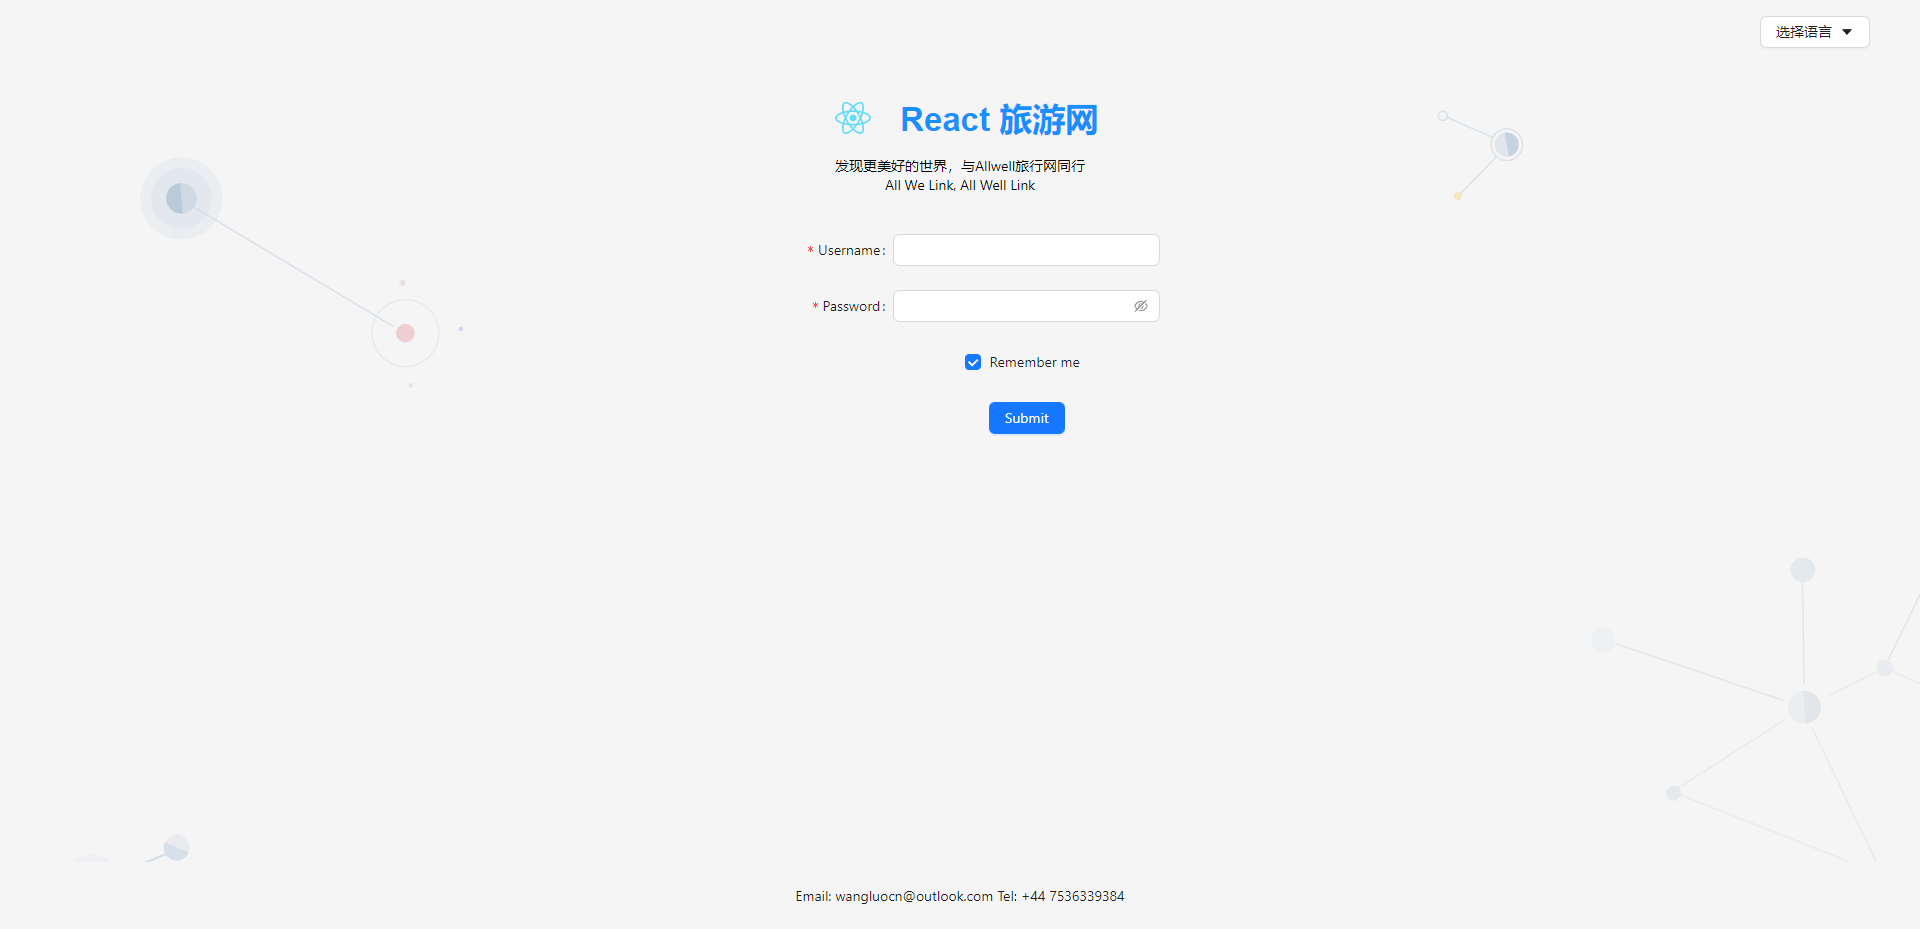 选择语言
React 旅游网
发现更美好的世界，与Allwell旅行网同行
All We Link, All Well Link
* Username:
* Password:
Remember me
Submit
Email: wangluocn@outlook.com Tel: +44 7536339384